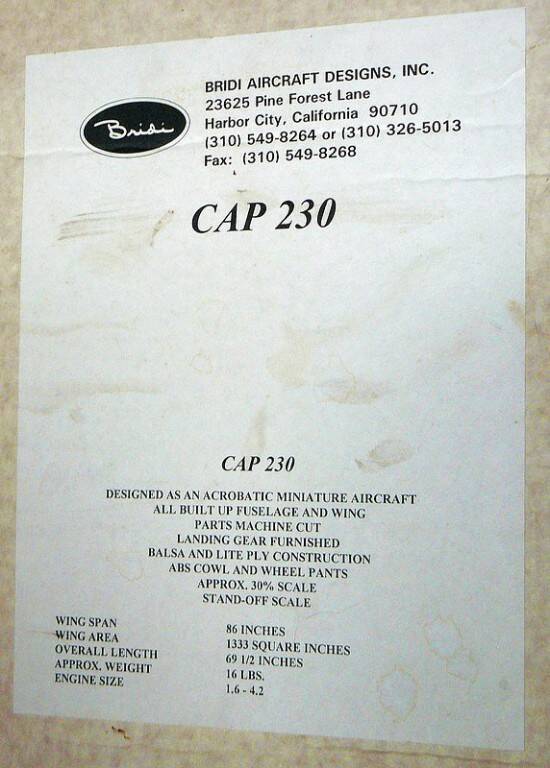 Bridi
BRIDI AIRCRAFT DESIGNS, INC.
23625 Pine Forest Lane
Harbor City, California 90710
(310) 549-8264 or (310) 326-5013
Fax: (310) 549-8268
CAP 230
CAP 230
DESIGNED AS AN ACROBATIC MINIATURE AIRCRAFT
ALL BUILT UP FUSELAGE AND WING
PARTS MACHINE CUT
LANDING GEAR FURNISHED
BALSA AND LITE PLY CONSTRUCTION
ABS COWL AND WHEEL PANTS
APPROX. 30% SCALE
STAND-OFF SCALE
WING SPAN 86 INCHES
WING AREA 1333 SQUARE INCHES
OVERALL LENGTH 69 1/2 INCHES
APPROX. WEIGHT 16 LBS.
ENGINE SIZE 1.6 - 4.2